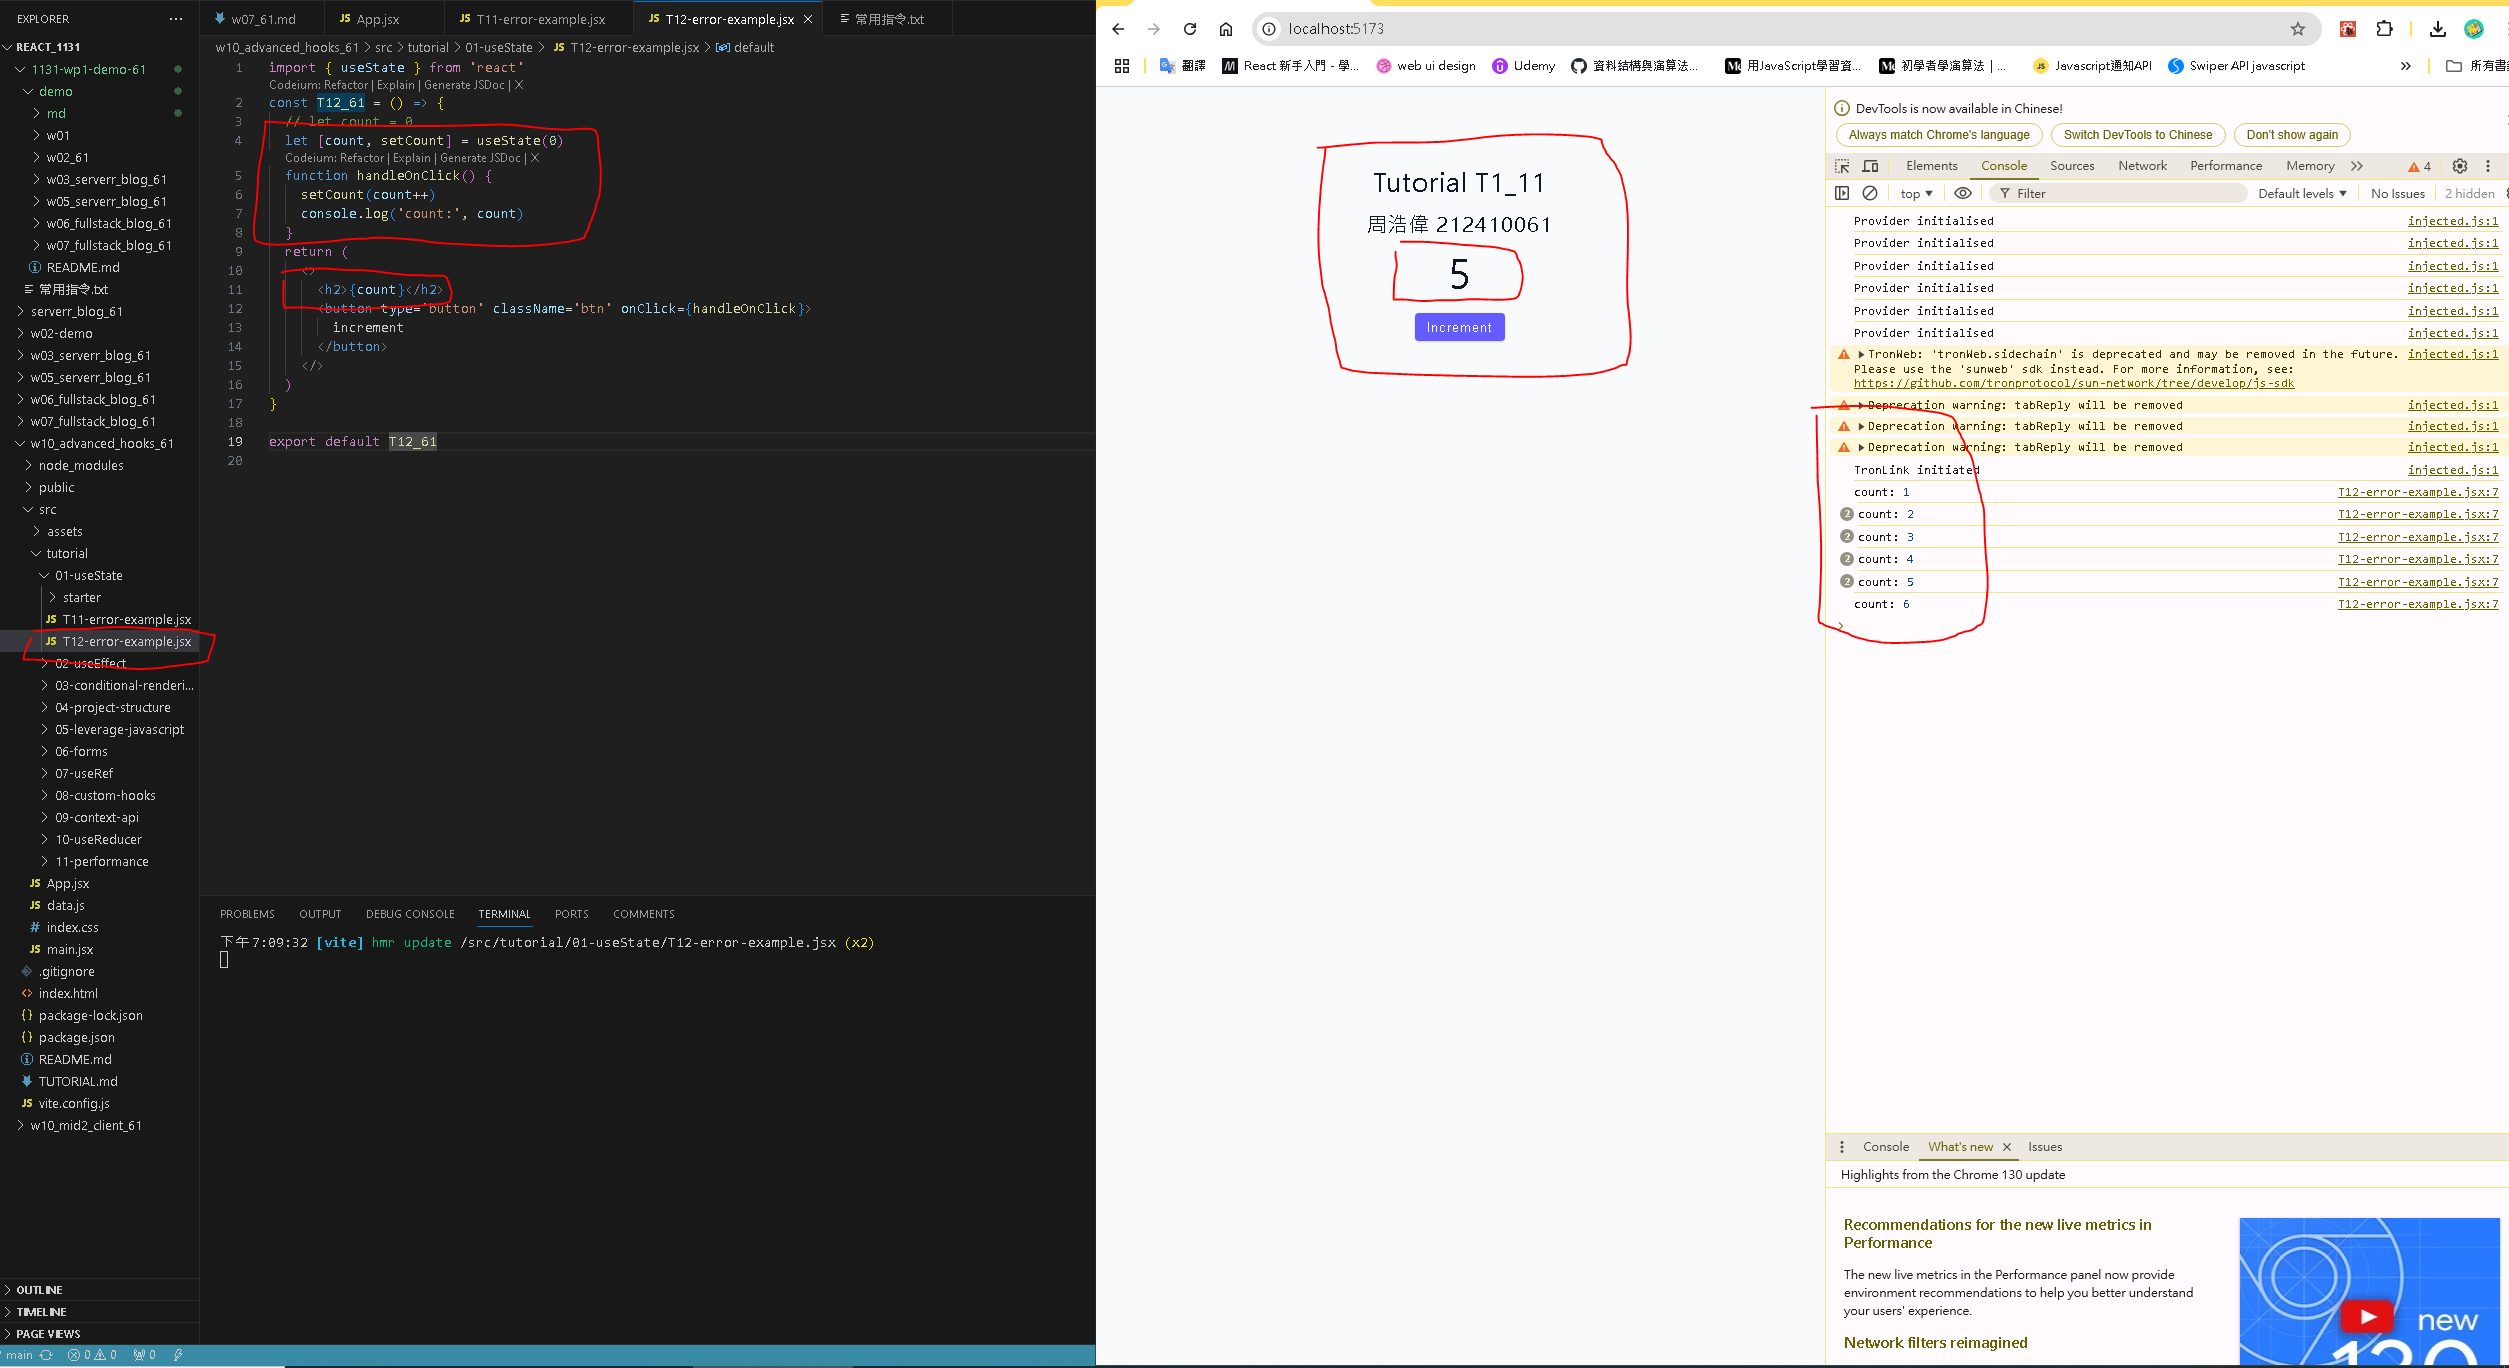 EXPLORER
REACT_1131
1131-wp1-demo-61
demo
md
w01
w02_61
w03_serverr_blog_61
w05_serverr_blog_61
w06_fullstack_blog_61
w07_fullstack_blog_61
README.md
常用指令.txt
serverr_blog_61
w02-demo
w03_serverr_blog_61
w05_serverr_blog_61
w06_fullstack_blog_61
w07_fullstack_blog_61
w10_advanced_hooks_61
node_modules
public
src
assets
tutorial
01-useState
starter
JS T11-error-example.jsx
JS T12-error-example.jsx
02-useEffect
03-conditional-renderi...
04-project-structure
05-leverage-javascript
06-forms
07-useRef
08-custom-hooks
09-context-api
10-useReducer
11-performance
JS App.jsx
JS data.js
# index.css
JS main.jsx
.gitignore
<> index.html
{} package-lock.json
{} package.json
README.md
TUTORIAL.md
JS vite.config.js
w10_mid2_client_61
OUTLINE
TIMELINE
PAGE VIEWS
main 0 0 0
w07_61.md JS App.jsx JS T11-error-example.jsx JS T12-error-example.jsx 常用指令.txt
w10_advanced_hooks_61 > src > tutorial > 01-useState > JS T12-error-example.jsx > default
1 import { useState } from 'react'
Codeium: Refactor | Explain | Generate JSDoc | X
2 const T12_61 = () => {
3 // let count = 0
4 let [count, setCount] = useState(0)
Codeium: Refactor | Explain | Generate JSDoc | X
5 function handleOnClick() {
6 setCount(count++)
7 console.log('count:', count)
8 }
9 return (
10 <>
11 <h2>{count}</h2>
12 <button type='button' className='btn' onClick={handleOnClick}>
13 increment
14 </button>
15 </>
16 )
17 }
18
19 export default T12_61
20
PROBLEMS OUTPUT DEBUG CONSOLE TERMINAL PORTS COMMENTS
下午7:09:32 [vite] hmr update /src/tutorial/01-useState/T12-error-example.jsx (x2)
localhost:5173
翻譯 React 新手入門 - 學... web ui design Udemy 資料結構與演算法... 用JavaScript學習資... 初學者學演算法 | ... Javascript通知API Swiper API javascript » 所有書
Tutorial T1_11
周浩偉 212410061
5
Increment
DevTools is now available in Chinese!
Always match Chrome's language Switch DevTools to Chinese Don't show again
Elements Console Sources Network Performance Memory » 4
top Filter Default levels No Issues 2 hidden
Provider initialised injected.js:1
Provider initialised injected.js:1
Provider initialised injected.js:1
Provider initialised injected.js:1
Provider initialised injected.js:1
Provider initialised injected.js:1
TronWeb: 'tronWeb.sidechain' is deprecated and may be removed in the future. injected.js:1
Please use the 'sunweb' sdk instead. For more information, see:
https://github.com/tronprotocol/sun-network/tree/develop/js-sdk
Deprecation warning: tabReply will be removed injected.js:1
Deprecation warning: tabReply will be removed injected.js:1
Deprecation warning: tabReply will be removed injected.js:1
TronLink initiated injected.js:1
count: 1 T12-error-example.jsx:7
2 count: 2 T12-error-example.jsx:7
2 count: 3 T12-error-example.jsx:7
2 count: 4 T12-error-example.jsx:7
2 count: 5 T12-error-example.jsx:7
count: 6 T12-error-example.jsx:7
Console What's new Issues
Highlights from the Chrome 130 update
Recommendations for the new live metrics in
Performance
The new live metrics in the Performance panel now provide
environment recommendations to help you better understand
your users' experience.
Network filters reimagined
new
130